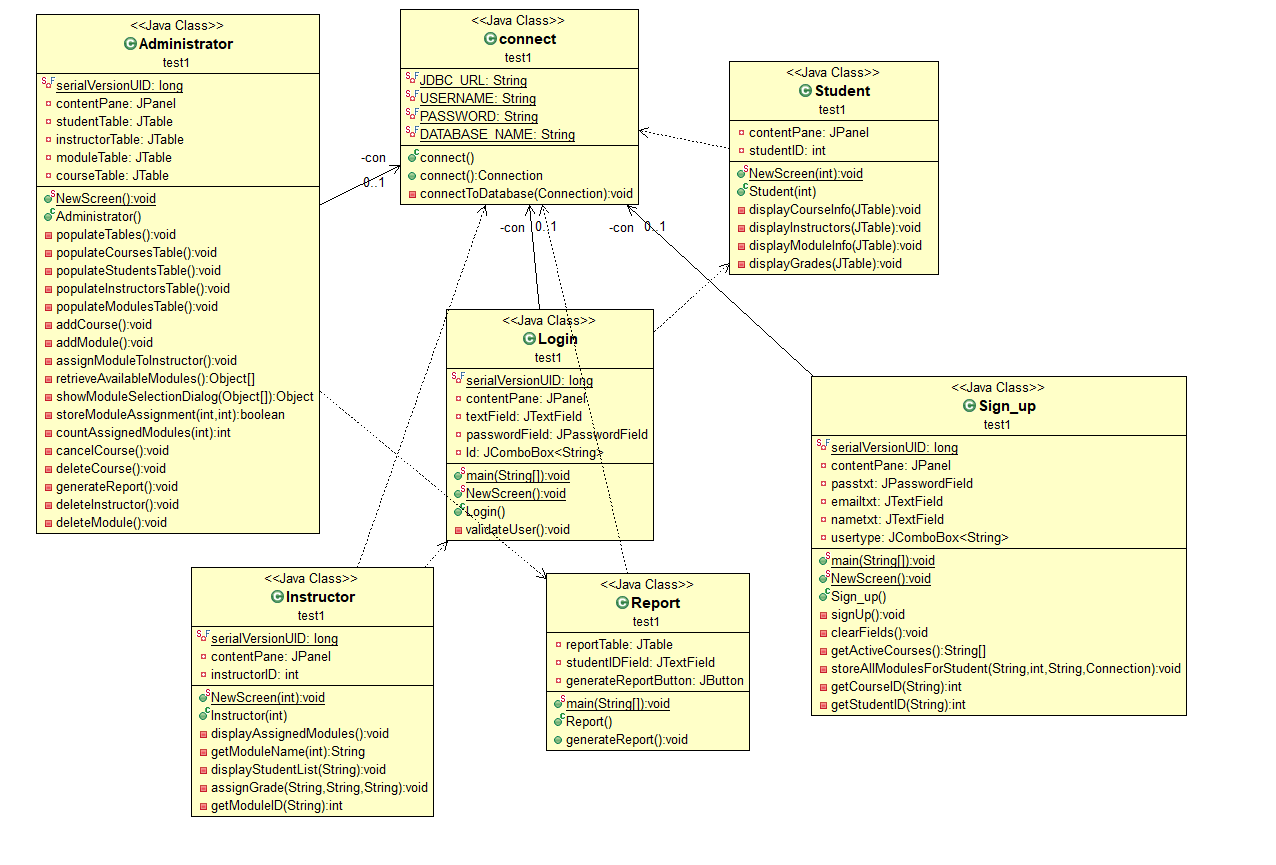 <<Java Class>>
Administrator
test1
serialVersionUID: long
contentPane: JPanel
studentTable: JTable
instructorTable: JTable
moduleTable: JTable
courseTable: JTable
NewScreen():void
Administrator()
populateTables():void
populateCoursesTable():void
populateStudentsTable():void
populateInstructorsTable():void
populateModulesTable():void
addCourse():void
addModule():void
assignModuleToInstructor():void
retrieveAvailableModules():Object[]
showModuleSelectionDialog(Object[]):Object
storeModuleAssignment(int,int):boolean
countAssignedModules(int):int
cancelCourse():void
deleteCourse():void
generateReport():void
deleteInstructor():void
deleteModule():void
-con
0..1
<<Java Class>>
connect
test1
JDBC_URL: String
USERNAME: String
PASSWORD: String
DATABASE_NAME: String
connect()
connect():Connection
connectToDatabase(Connection):void
-con
0..1
-con
0..1
<<Java Class>>
Student
test1
contentPane: JPanel
studentID: int
NewScreen(int):void
Student(int)
displayCourseInfo(JTable):void
displayInstructors(JTable):void
displayModuleInfo(JTable):void
displayGrades(JTable):void
<<Java Class>>
Login
test1
serialVersionUID: long
contentPane: JPanel
textField: JTextField
passwordField: JPasswordField
Id: JComboBox<String>
main(String[]):void
NewScreen():void
Login()
validateUser():void
<<Java Class>>
Sign_up
test1
serialVersionUID: long
contentPane: JPanel
passtxt: JPasswordField
emailtxt: JTextField
nametxt: JTextField
usertype: JComboBox<String>
main(String[]):void
NewScreen():void
Sign_up()
signUp():void
clearFields():void
getActiveCourses():String[]
storeAllModulesForStudent(String,int,String,Connection):void
getCourseID(String):int
getStudentID(String):int
<<Java Class>>
Instructor
test1
serialVersionUID: long
contentPane: JPanel
instructorID: int
NewScreen(int):void
Instructor(int)
displayAssignedModules():void
getModuleName(int):String
displayStudentList(String):void
assignGrade(String,String,String):void
getModuleID(String):int
<<Java Class>>
Report
test1
reportTable: JTable
studentIDField: JTextField
generateReportButton: JButton
main(String[]):void
Report()
generateReport():void